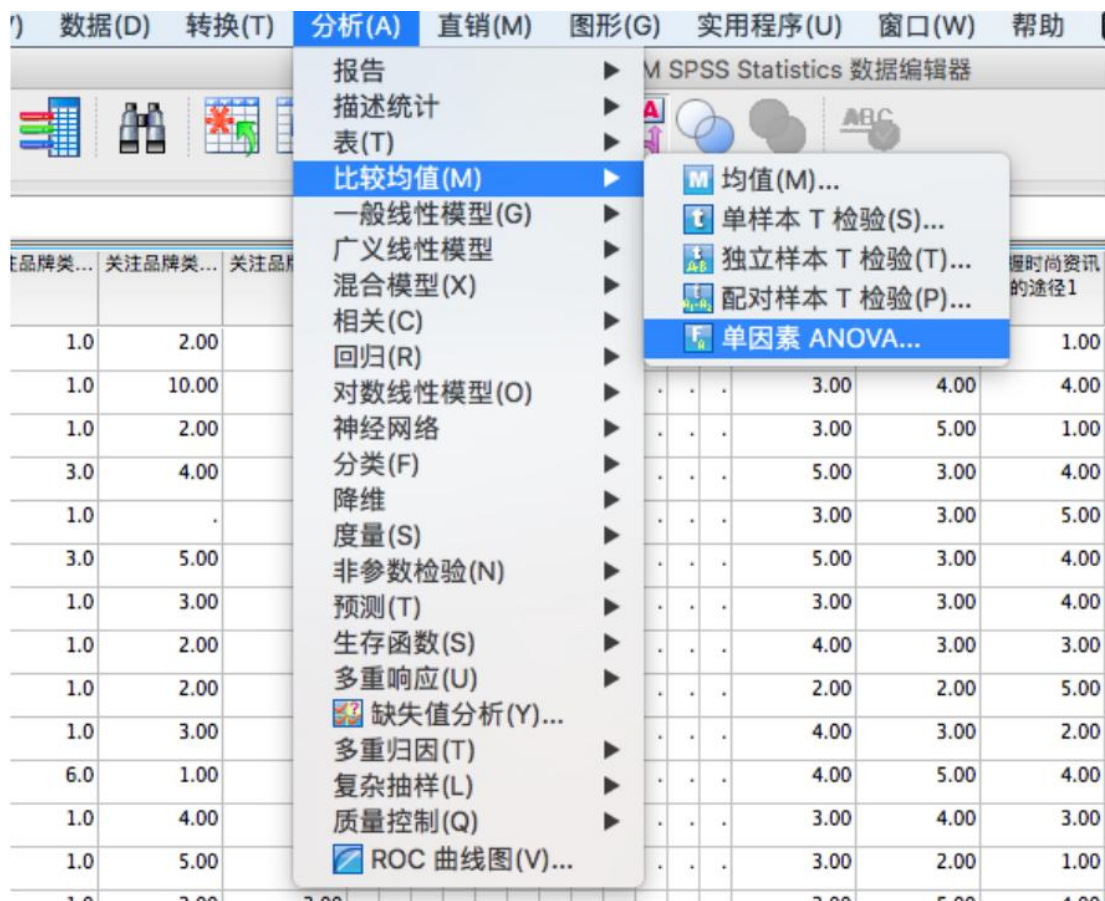 数据(D) 转换(T) 分析(A) 直销(M) 图形(G) 实用程序(U) 窗口(W) 帮助
M SPSS Statistics 数据编辑器
报告
描述统计
表(T)
比较均值(M)
一般线性模型(G)
广义线性模型
混合模型(X)
相关(C)
回归(R)
对数线性模型(O)
神经网络
分类(F)
降维
度量(S)
非参数检验(N)
预测(T)
生存函数(S)
多重响应(U)
缺失值分析(Y)...
多重归因(T)
复杂抽样(L)
质量控制(Q)
ROC 曲线图(V)...
均值(M)...
单样本 T 检验(S)...
独立样本 T 检验(T)...
配对样本 T 检验(P)...
单因素 ANOVA...
品牌类... 关注品牌类... 关注品 时尚资讯
的途径1
1.0 2.00 1.00
1.0 10.00 3.00 4.00 4.00
1.0 2.00 3.00 5.00 1.00
3.0 4.00 5.00 3.00 4.00
1.0 . 3.00 3.00 5.00
3.0 5.00 5.00 3.00 4.00
1.0 3.00 3.00 3.00 4.00
1.0 2.00 4.00 3.00 3.00
1.0 2.00 2.00 2.00 5.00
1.0 3.00 4.00 3.00 2.00
6.0 1.00 4.00 5.00 4.00
1.0 4.00 3.00 4.00 3.00
1.0 5.00 3.00 2.00 1.00